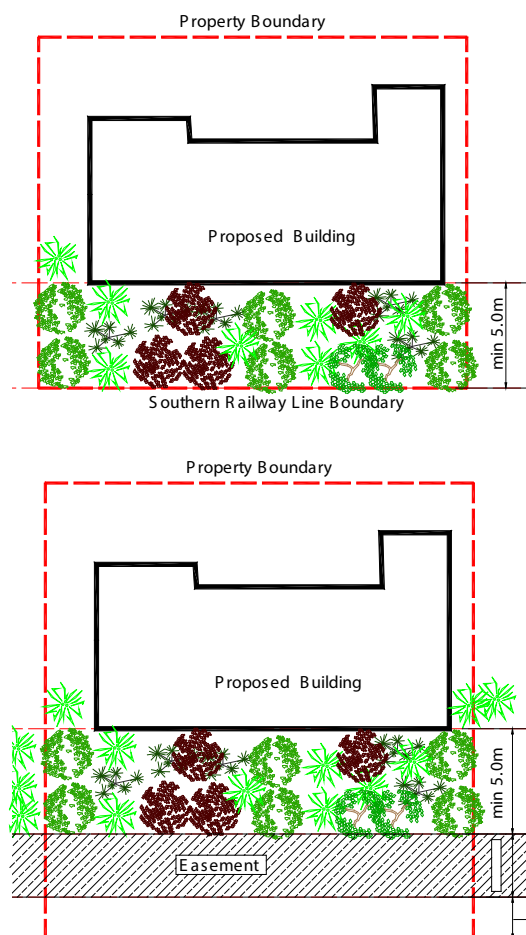 Property Boundary
Proposed Building
min 5.0m
Southern Railway Line Boundary
Property Boundary
Proposed Building
min 5.0m
Easement